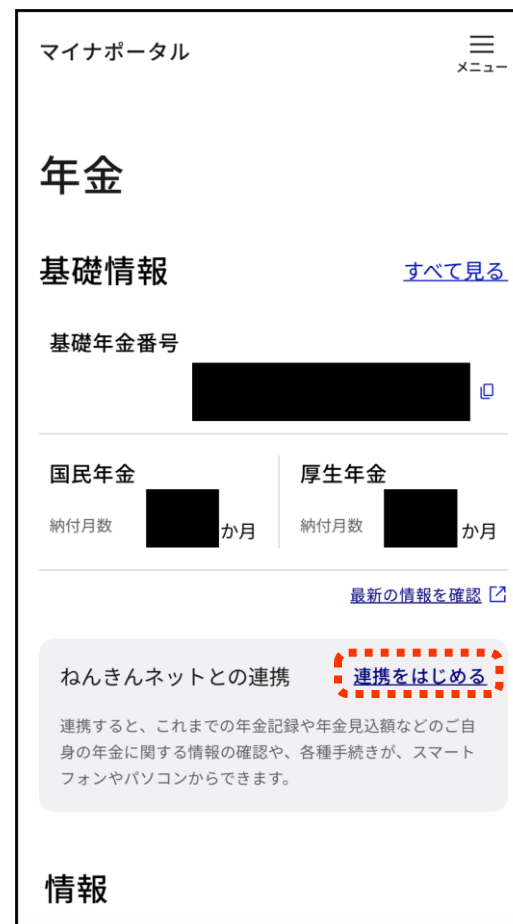 マイナポータル
メニュー
年金
基礎情報
すべて見る
基礎年金番号
国民年金
納付月数 か月
厚生年金
納付月数 か月
最新の情報を確認
ねんきんネットとの連携 連携をはじめる
連携すると、これまでの年金記録や年金見込額などのご自
身の年金に関する情報の確認や、各種手続きが、スマート
フォンやパソコンからできます。
情報